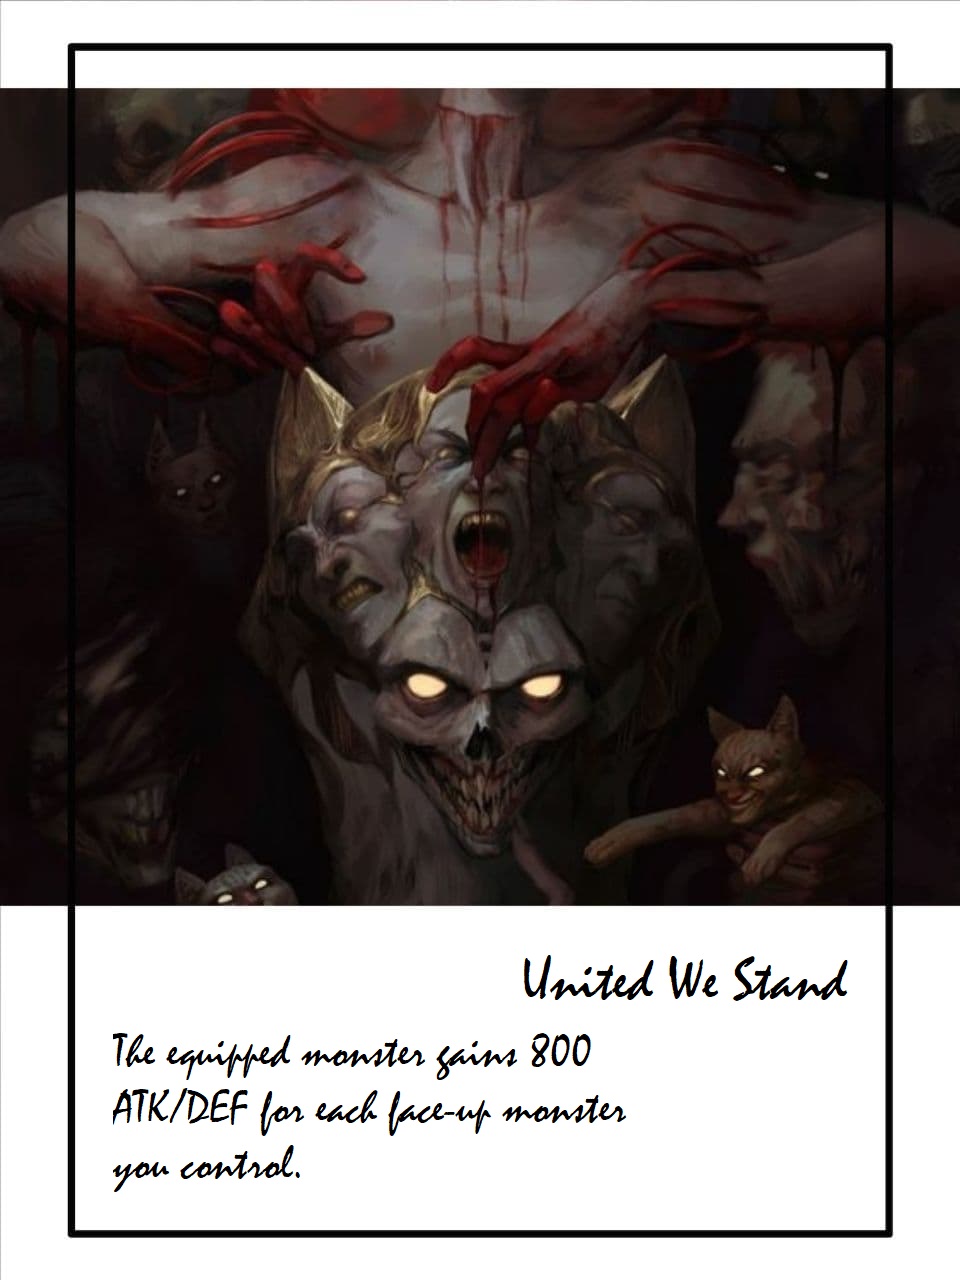 United We Stand
The equipped monster gains 800
ATK/DEF for each face-up monster
you control.